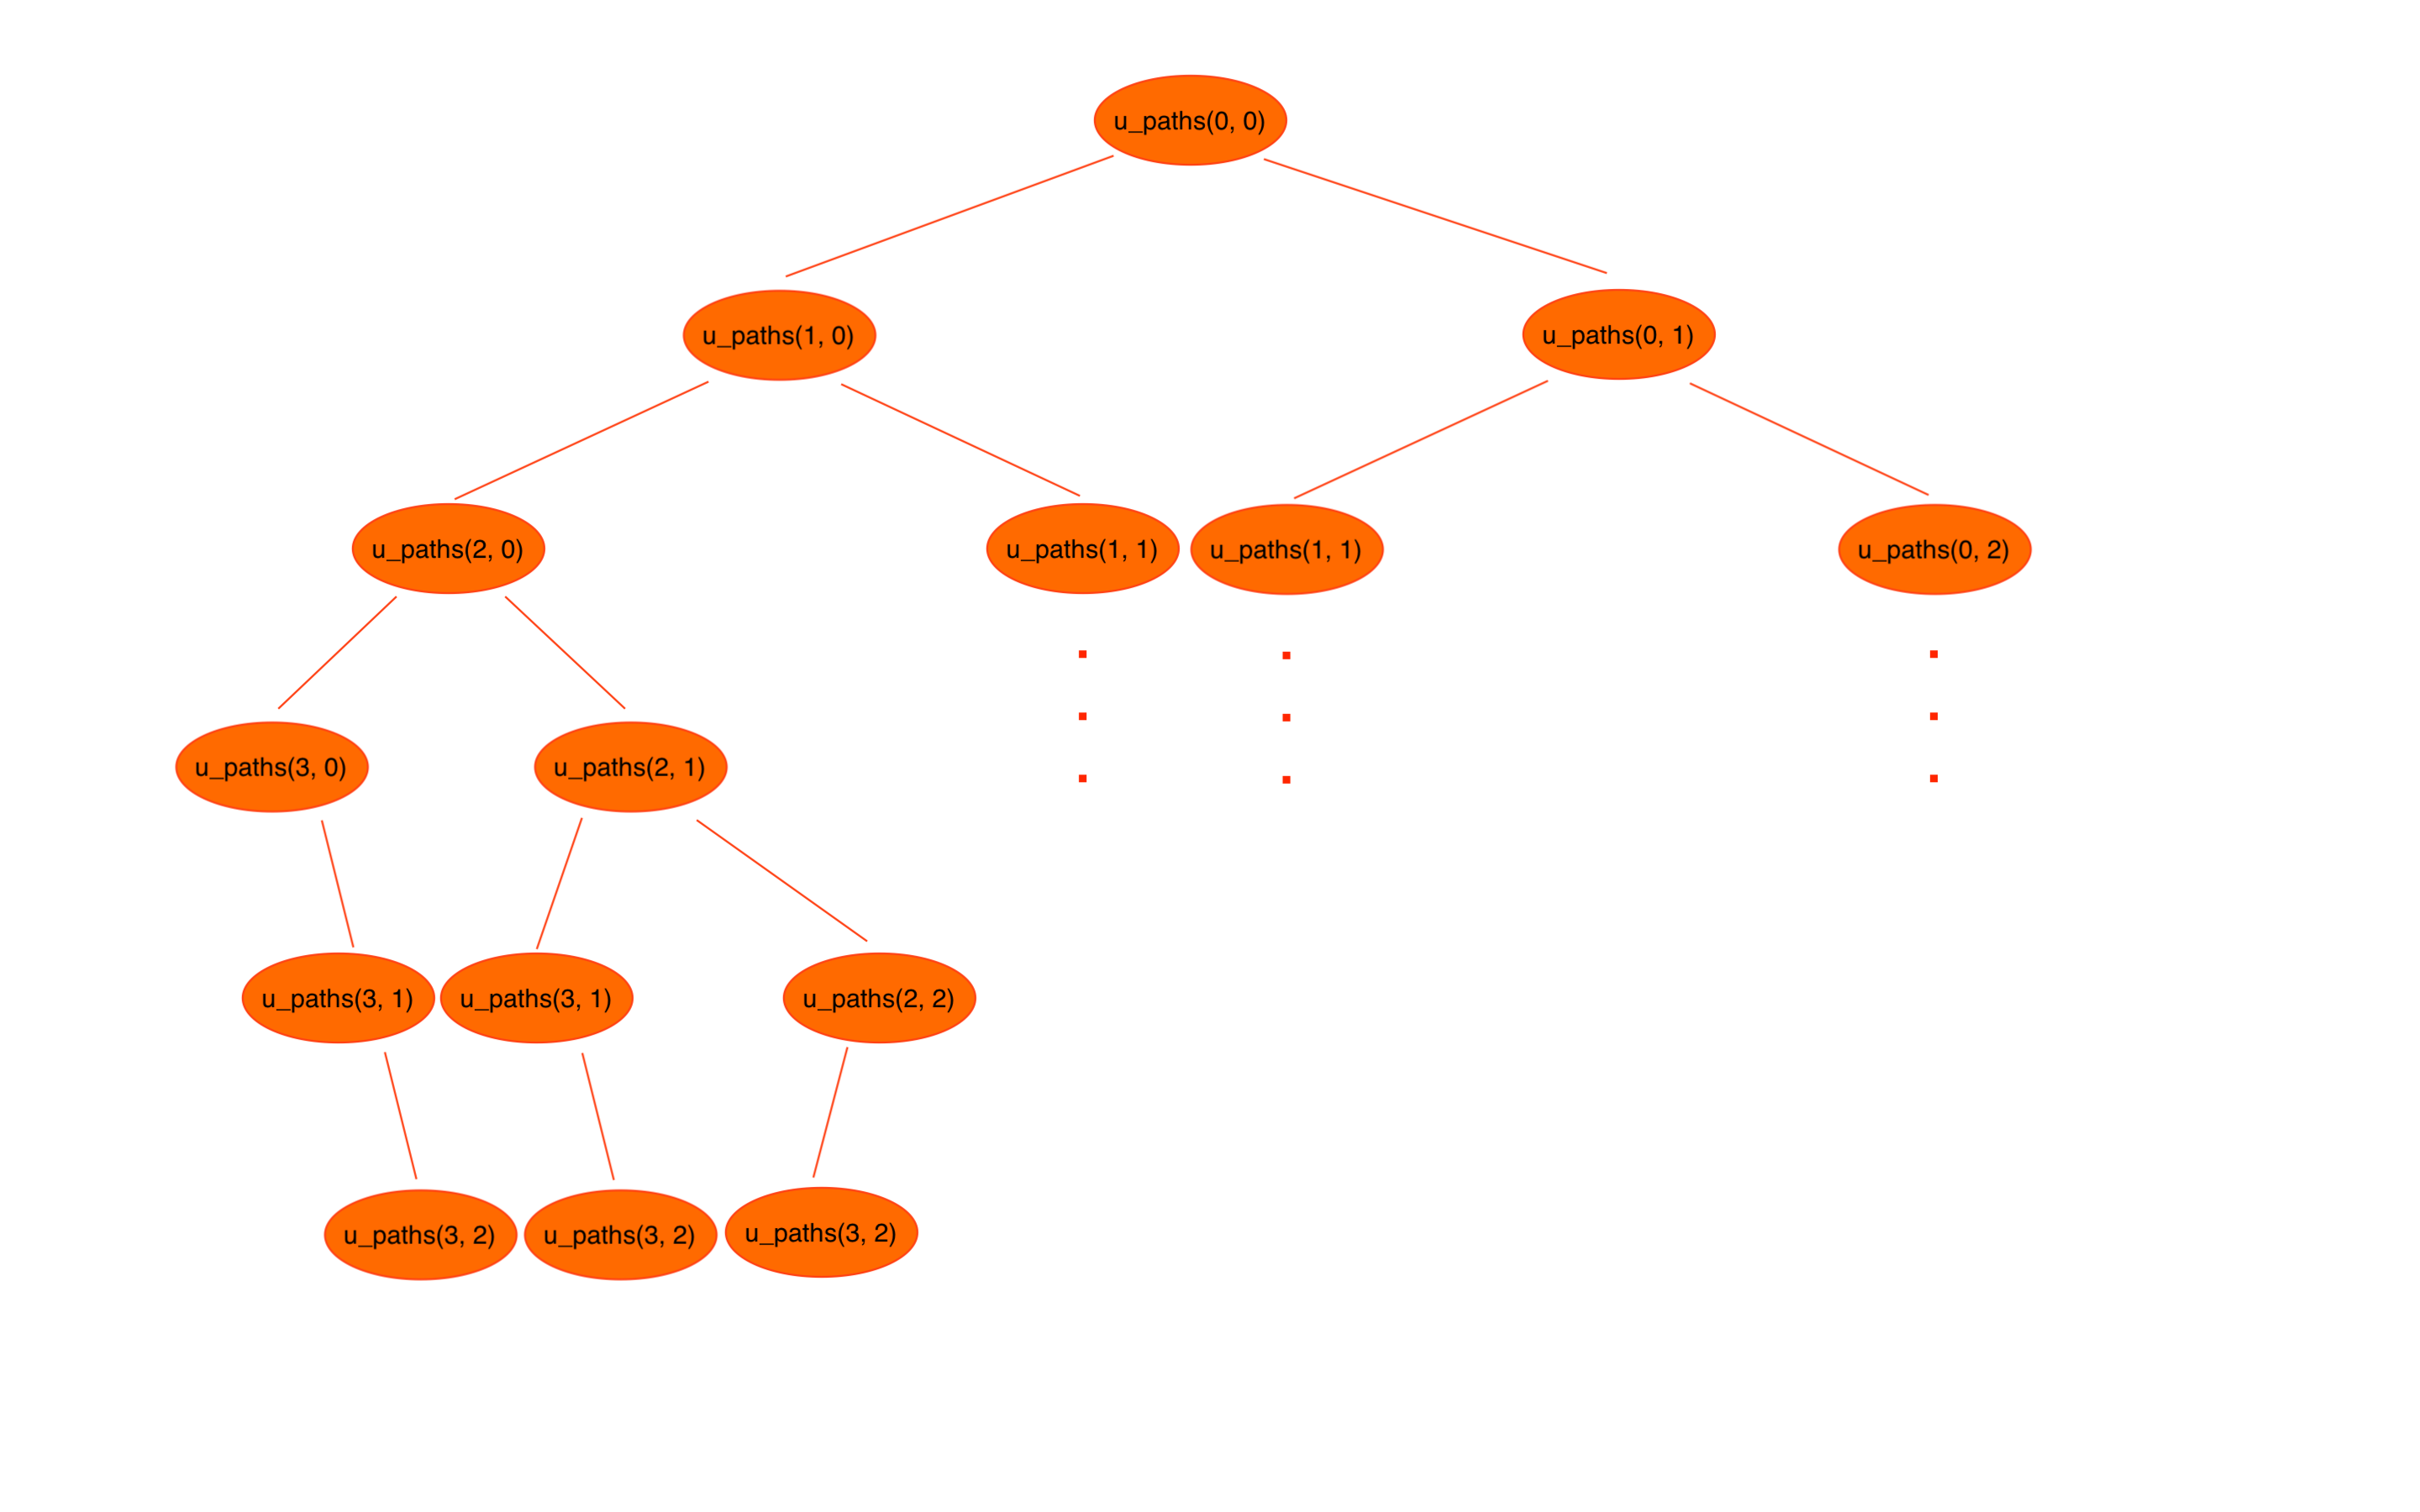 u_paths(0, 0)
u_paths(1, 0)
u_paths(0, 1)
u_paths(2, 0)
u_paths(1, 1)
u_paths(1, 1)
u_paths(0, 2)
u_paths(3, 0)
u_paths(2, 1)
u_paths(3, 1)
u_paths(3, 1)
u_paths(2, 2)
u_paths(3, 2)
u_paths(3, 2)
u_paths(3, 2)